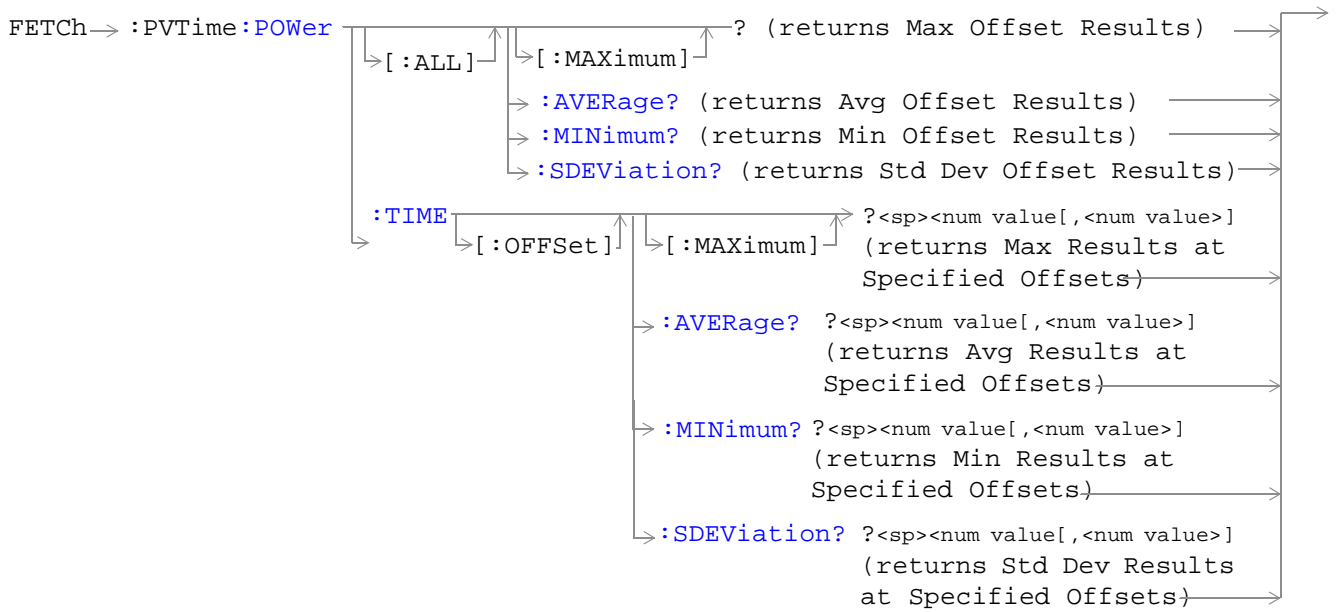 FETCh :PVTime:POWer ? (returns Max Offset Results)
[:ALL] [:MAXimum]
:AVERage? (returns Avg Offset Results)
:MINimum? (returns Min Offset Results)
:SDEViation? (returns Std Dev Offset Results)
:TIME ?<sp><num value[,<num value>]
[:OFFSet] [:MAXimum] (returns Max Results at
Specified Offsets)
:AVERage? ?<sp><num value[,<num value>]
(returns Avg Results at
Specified Offsets)
:MINimum? ?<sp><num value[,<num value>]
(returns Min Results at
Specified Offsets)
:SDEViation? ?<sp><num value[,<num value>]
(returns Std Dev Results
at Specified Offsets)